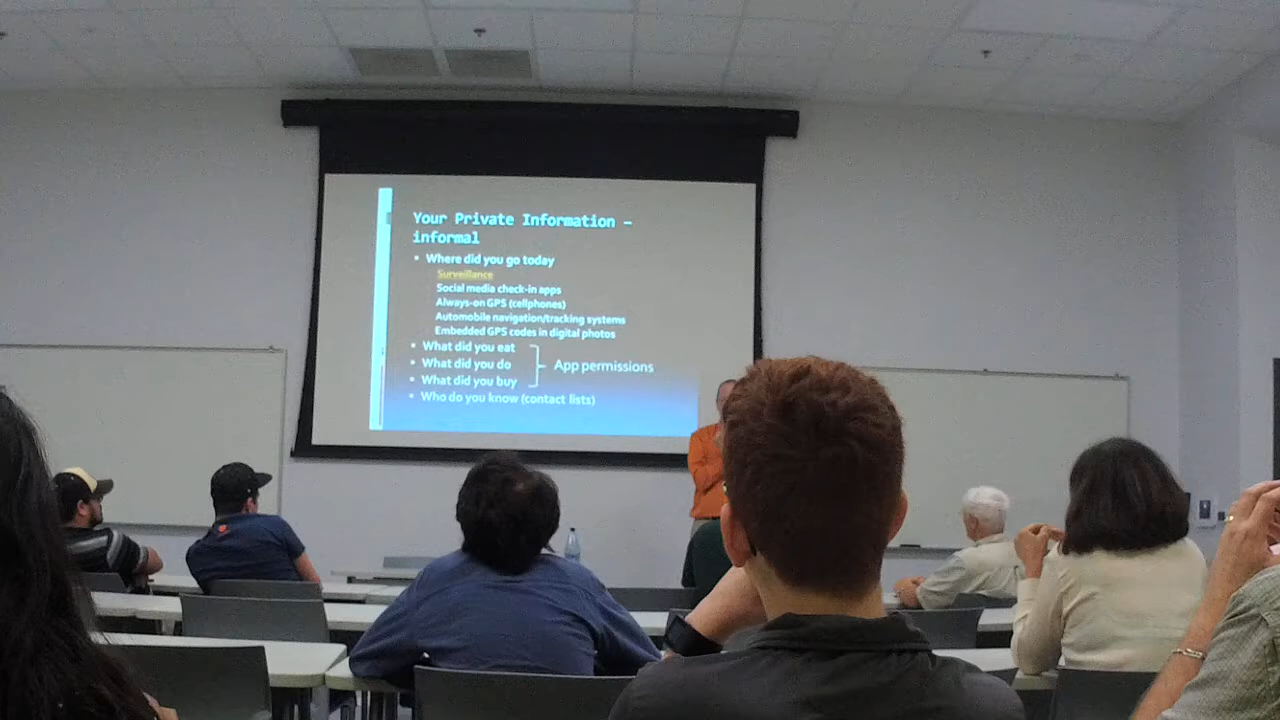 Your Private Information –
informal
• Where did you go today
Surveillance
Social media check-in apps
Always-on GPS (cellphones)
Automobile navigation/tracking systems
Embedded GPS codes in digital photos
• What did you eat
• What did you do
App permissions
• What did you buy
• Who do you know (contact lists)